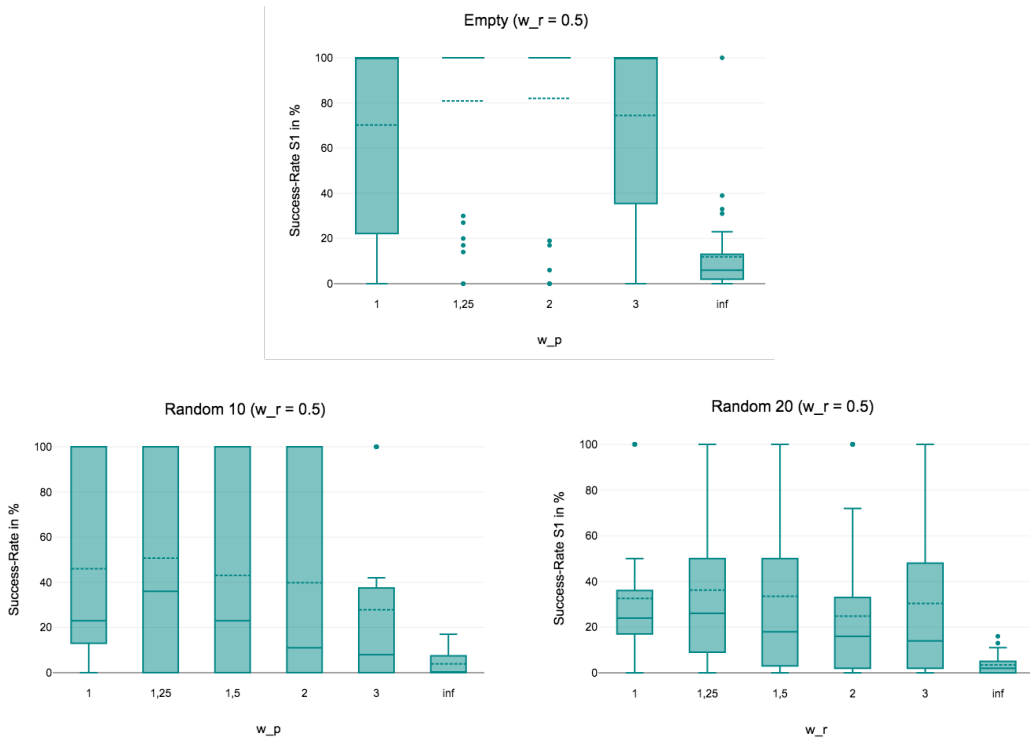 Empty (w_r = 0.5)
Success-Rate S1 in %
100
80
60
40
20
0
1
1,25
2
3
inf
w_p
Random 10 (w_r = 0.5)
Success-Rate in %
100
80
60
40
20
0
1
1,25
1,5
2
3
inf
w_p
Random 20 (w_r = 0.5)
Success-Rate S1 in %
100
80
60
40
20
0
1
1,25
1,5
2
3
inf
w_r